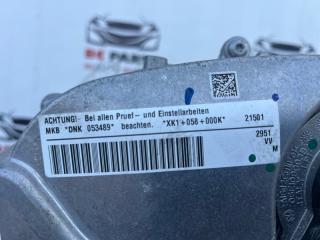 ACHTUNG! Bei allen Pruef- und Einstellarbeiten
MKB *DNK 053489* beachten. *XK1+058+000K* 21501
2951
VV
M